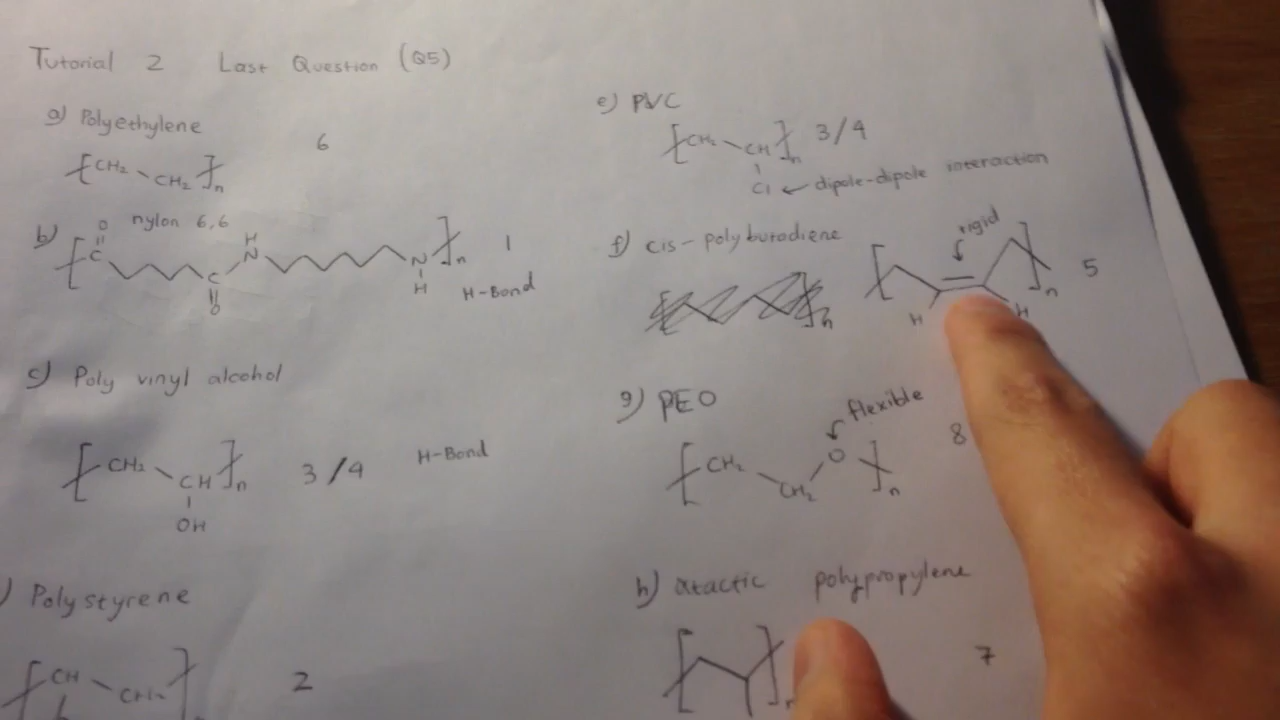 Tutorial 2 Last Question (Q5)
a) Polyethylene
6
[CH2 CH2]n
b) nylon 6,6
O
C
H
N
]n
1
C
O
N
H
H-Bond
c) Poly vinyl alcohol
[CH2 CH]n
OH
3/4
H-Bond
) Polystyrene
[CH CH2]
2
e) PVC
[CH2 CH]n 3/4
Cl ← dipole-dipole interaction
f) cis-polybutadiene
rigid
n
H
H
n
5
g) PEO
flexible
[CH2 CH2 O]n
8
h) atactic polypropylene
n
7